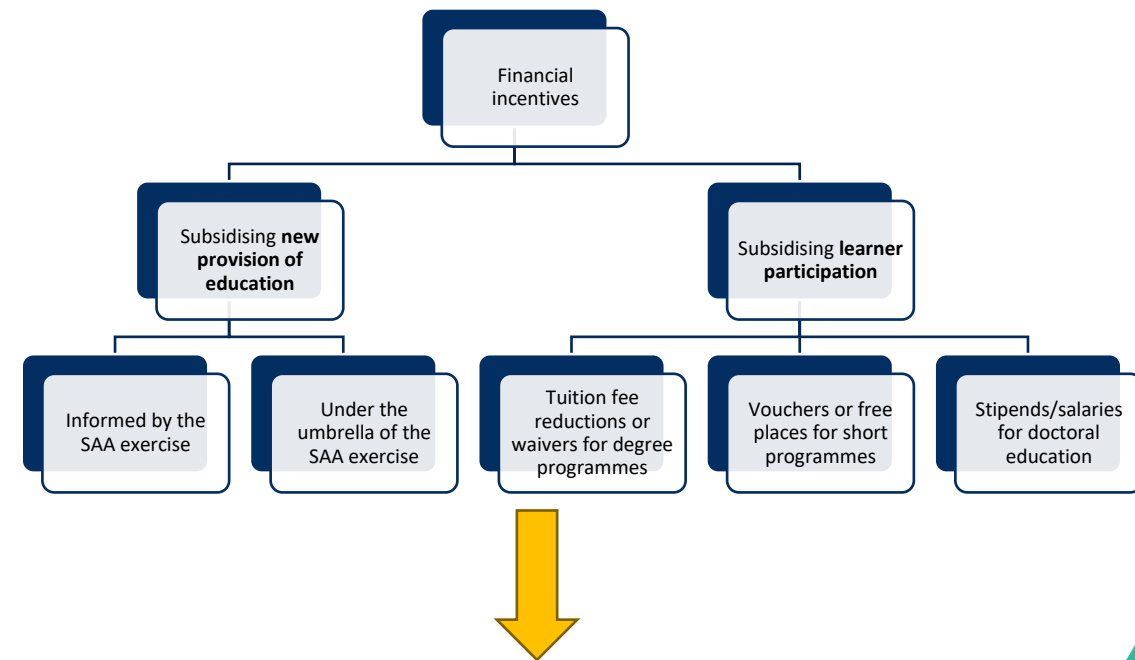 Financial
incentives
Subsidising new
provision of
education
Subsidising learner
participation
Informed by the
SAA exercise
Under the
umbrella of the
SAA exercise
Tuition fee
reductions or
waivers for degree
programmes
Vouchers or free
places for short
programmes
Stipends/salaries
for doctoral
education